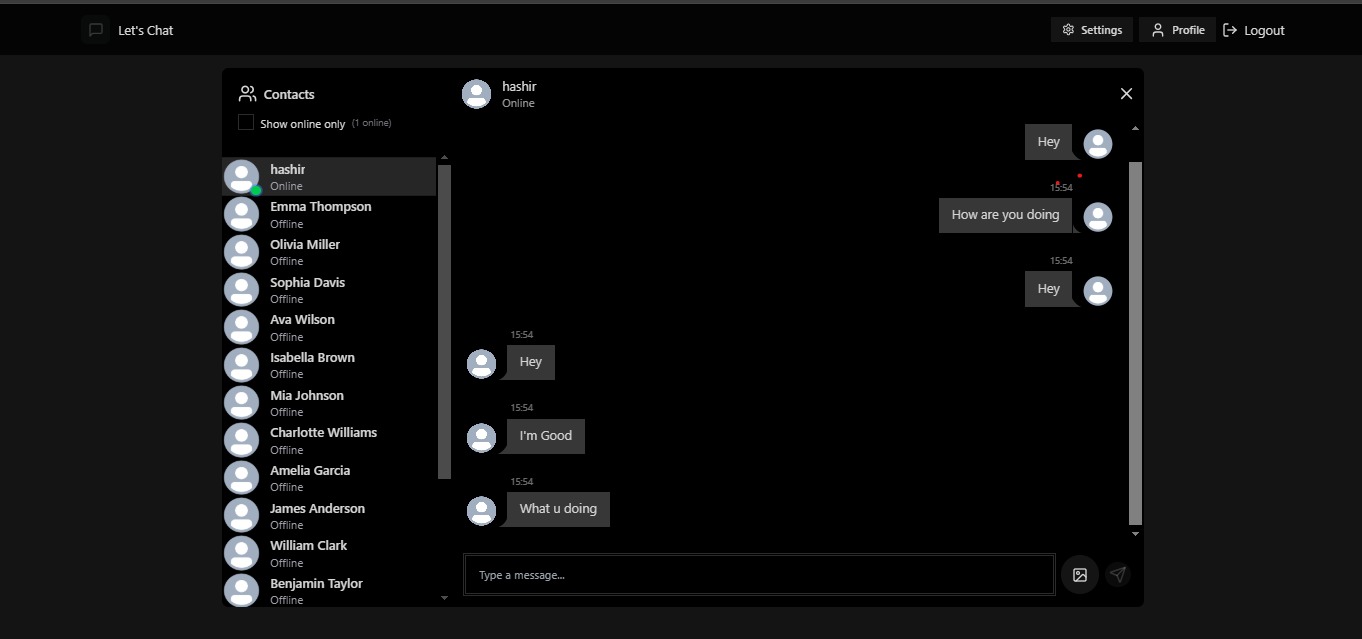 Let's Chat
Settings
Profile
Logout
Contacts
Show online only (1 online)
hashir
Online
Emma Thompson
Offline
Olivia Miller
Offline
Sophia Davis
Offline
Ava Wilson
Offline
Isabella Brown
Offline
Mia Johnson
Offline
Charlotte Williams
Offline
Amelia Garcia
Offline
James Anderson
Offline
William Clark
Offline
Benjamin Taylor
Offline
hashir
Online
Hey
15:54
How are you doing
15:54
Hey
15:54
Hey
15:54
I'm Good
15:54
What u doing
Type a message...